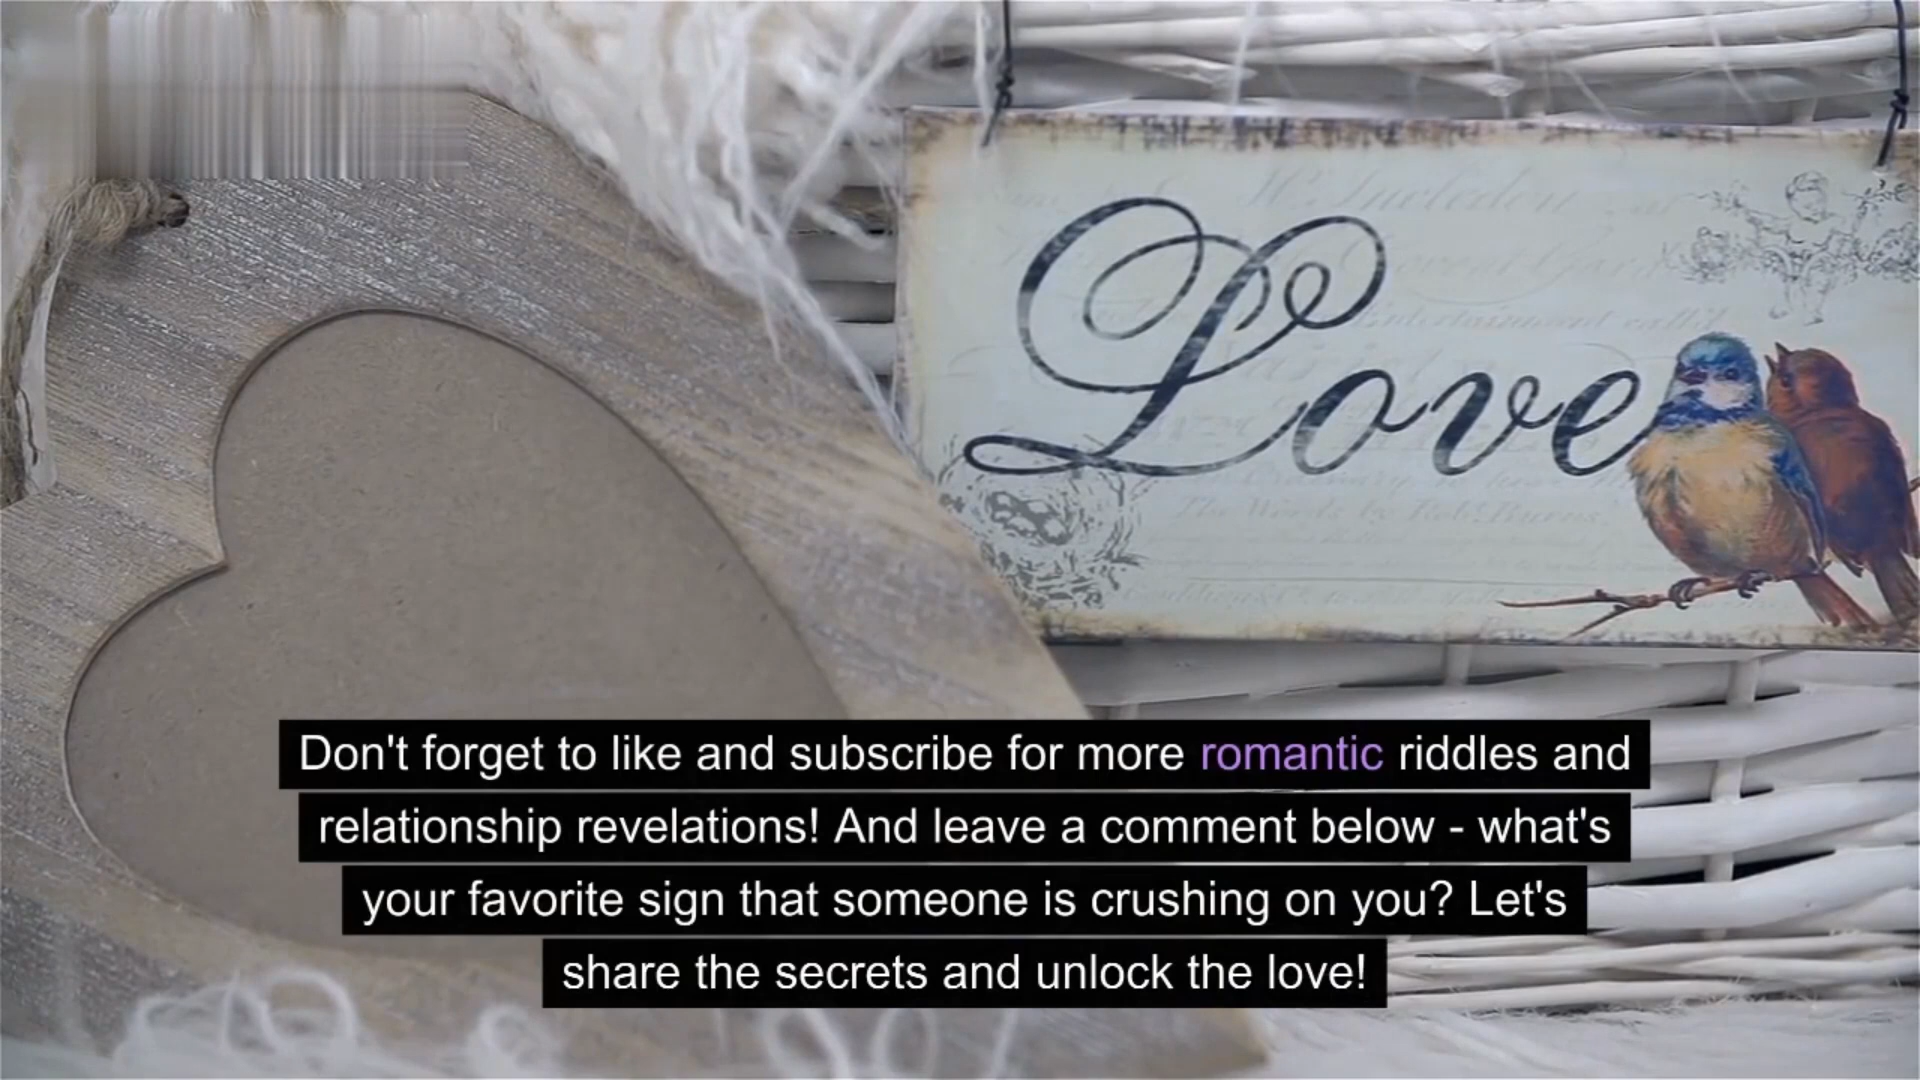 Love
Don't forget to like and subscribe for more romantic riddles and
relationship revelations! And leave a comment below - what's
your favorite sign that someone is crushing on you? Let's
share the secrets and unlock the love!